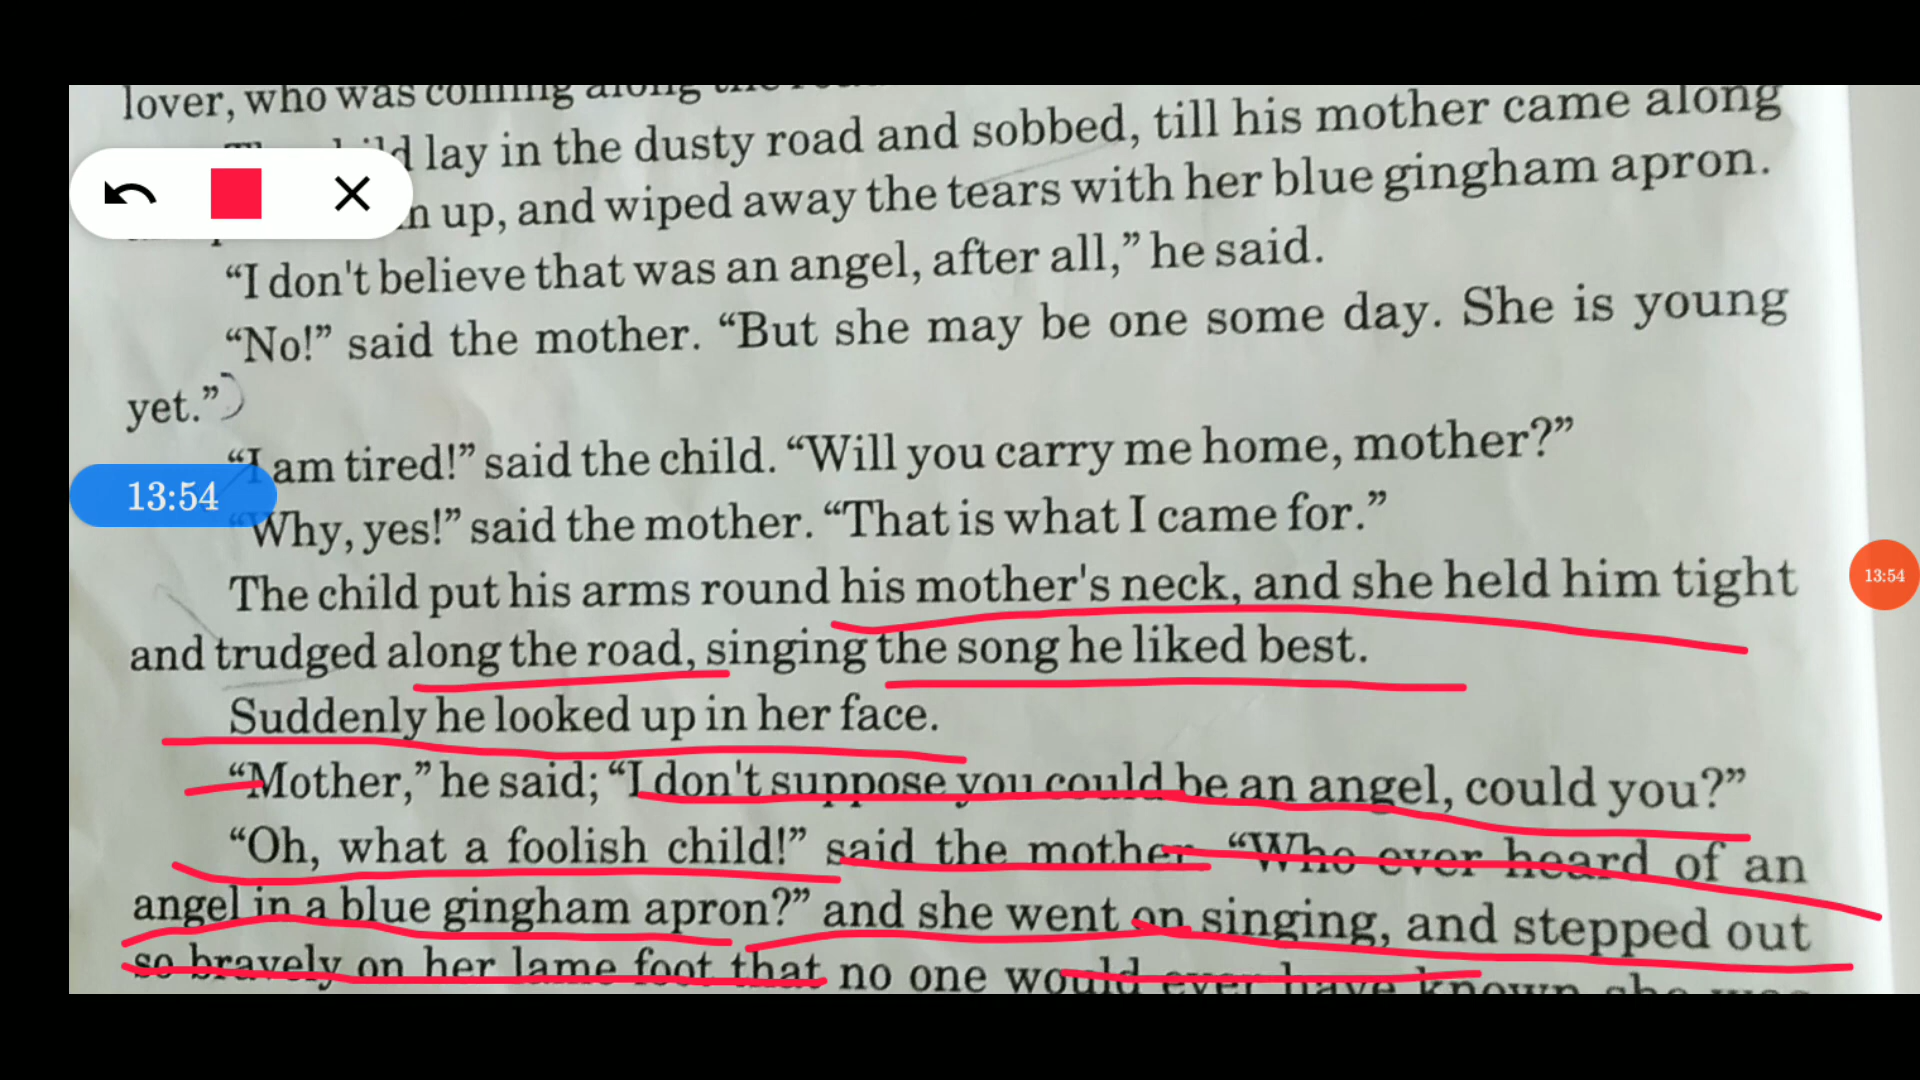 lover, who was coming along the
lay in the dusty road and sobbed, till his mother came along
up, and wiped away the tears with her blue gingham apron.
“I don't believe that was an angel, after all,” he said.
“No!” said the mother. “But she may be one some day. She is young
yet.”
“I am tired!” said the child. “Will you carry me home, mother?”
13:54
“Why, yes!” said the mother. “That is what I came for.”
The child put his arms round his mother's neck, and she held him tight
13:54
and trudged along the road, singing the song he liked best.
Suddenly he looked up in her face.
“Mother,” he said; “I don't suppose you could be an angel, could you?”
“Oh, what a foolish child!” said the mother. “Who ever heard of an
angel in a blue gingham apron?” and she went on singing, and stepped out
so bravely on her lame foot that no one would ever have known she was